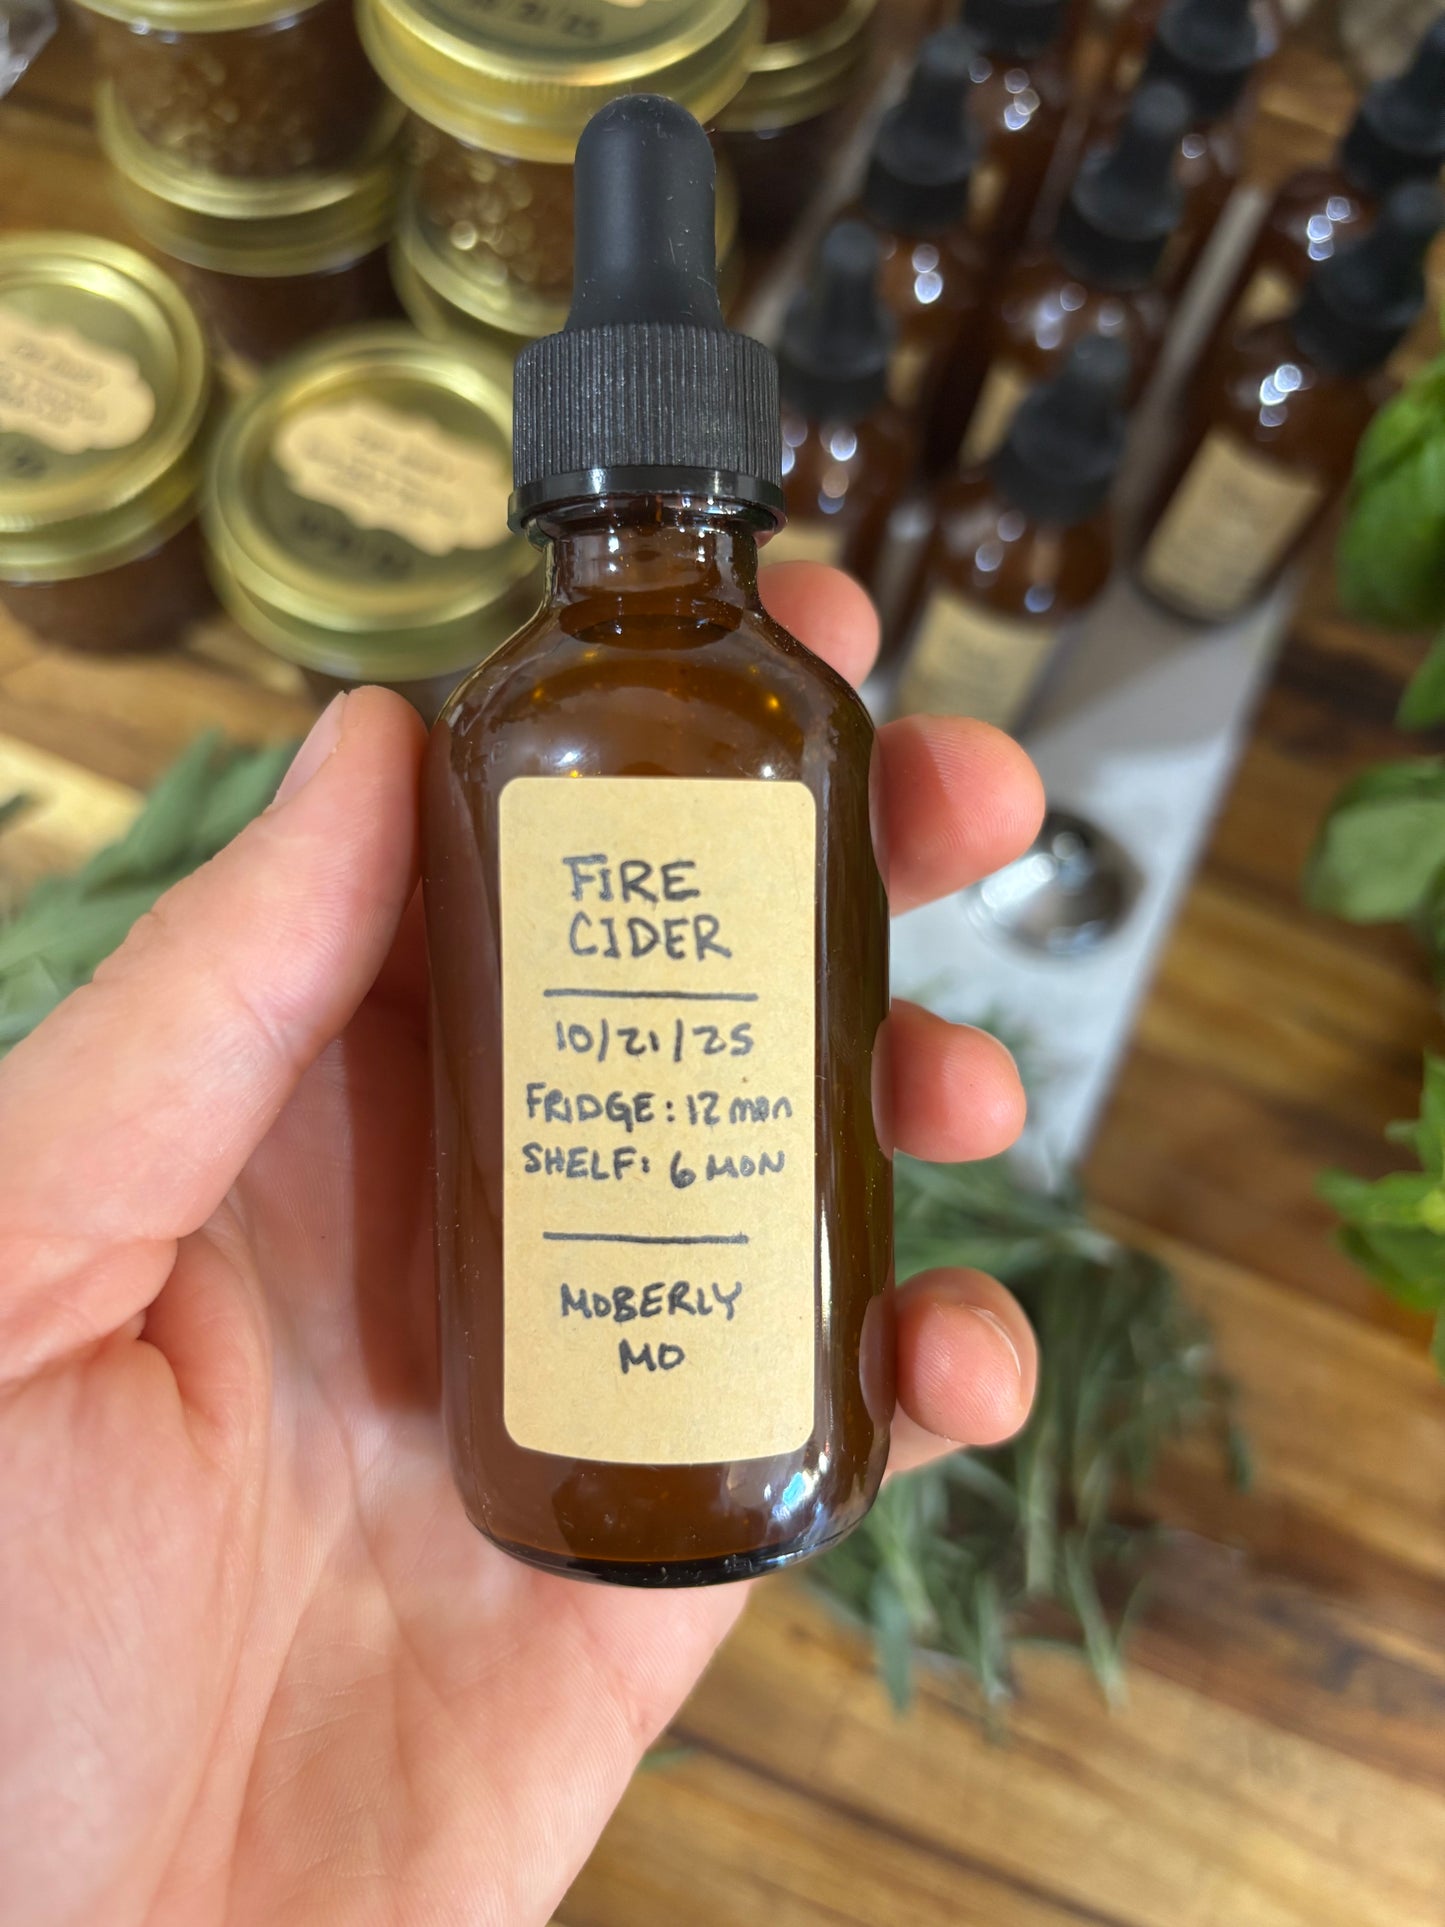 FIRE
CIDER
10/21/25
FRIDGE: 12 mon
SHELF: 6 MON
MOBERLY
MO